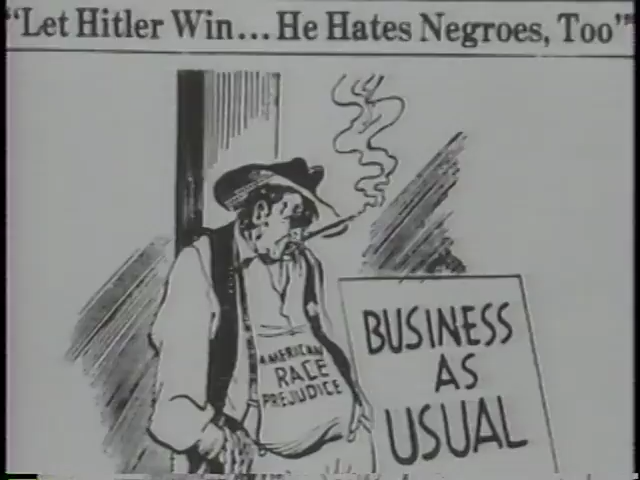 "Let Hitler Win... He Hates Negroes, Too"
AMERICAN
RACE
PREJUDICE
BUSINESS
AS
USUAL